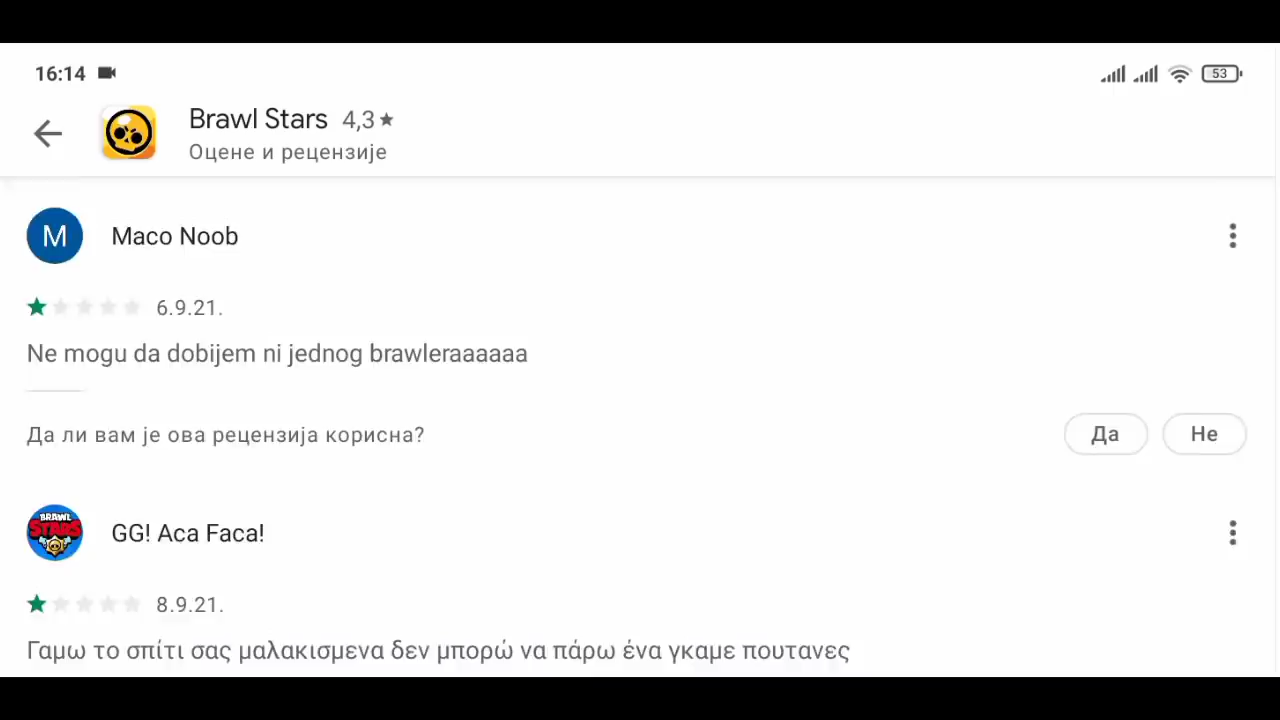 16:14
53
Brawl Stars 4,3★
Оцене и рецензије
M
Maco Noob
6.9.21.
Ne mogu da dobijem ni jednog brawleraaaaaa
Да ли вам је ова рецензија корисна?
Да
Не
BRAWL
STARS
GG! Aca Faca!
8.9.21.
Γαμω το σπίτι σας μαλακισμενα δεν μπορώ να πάρω ένα γκαμε πουτανες